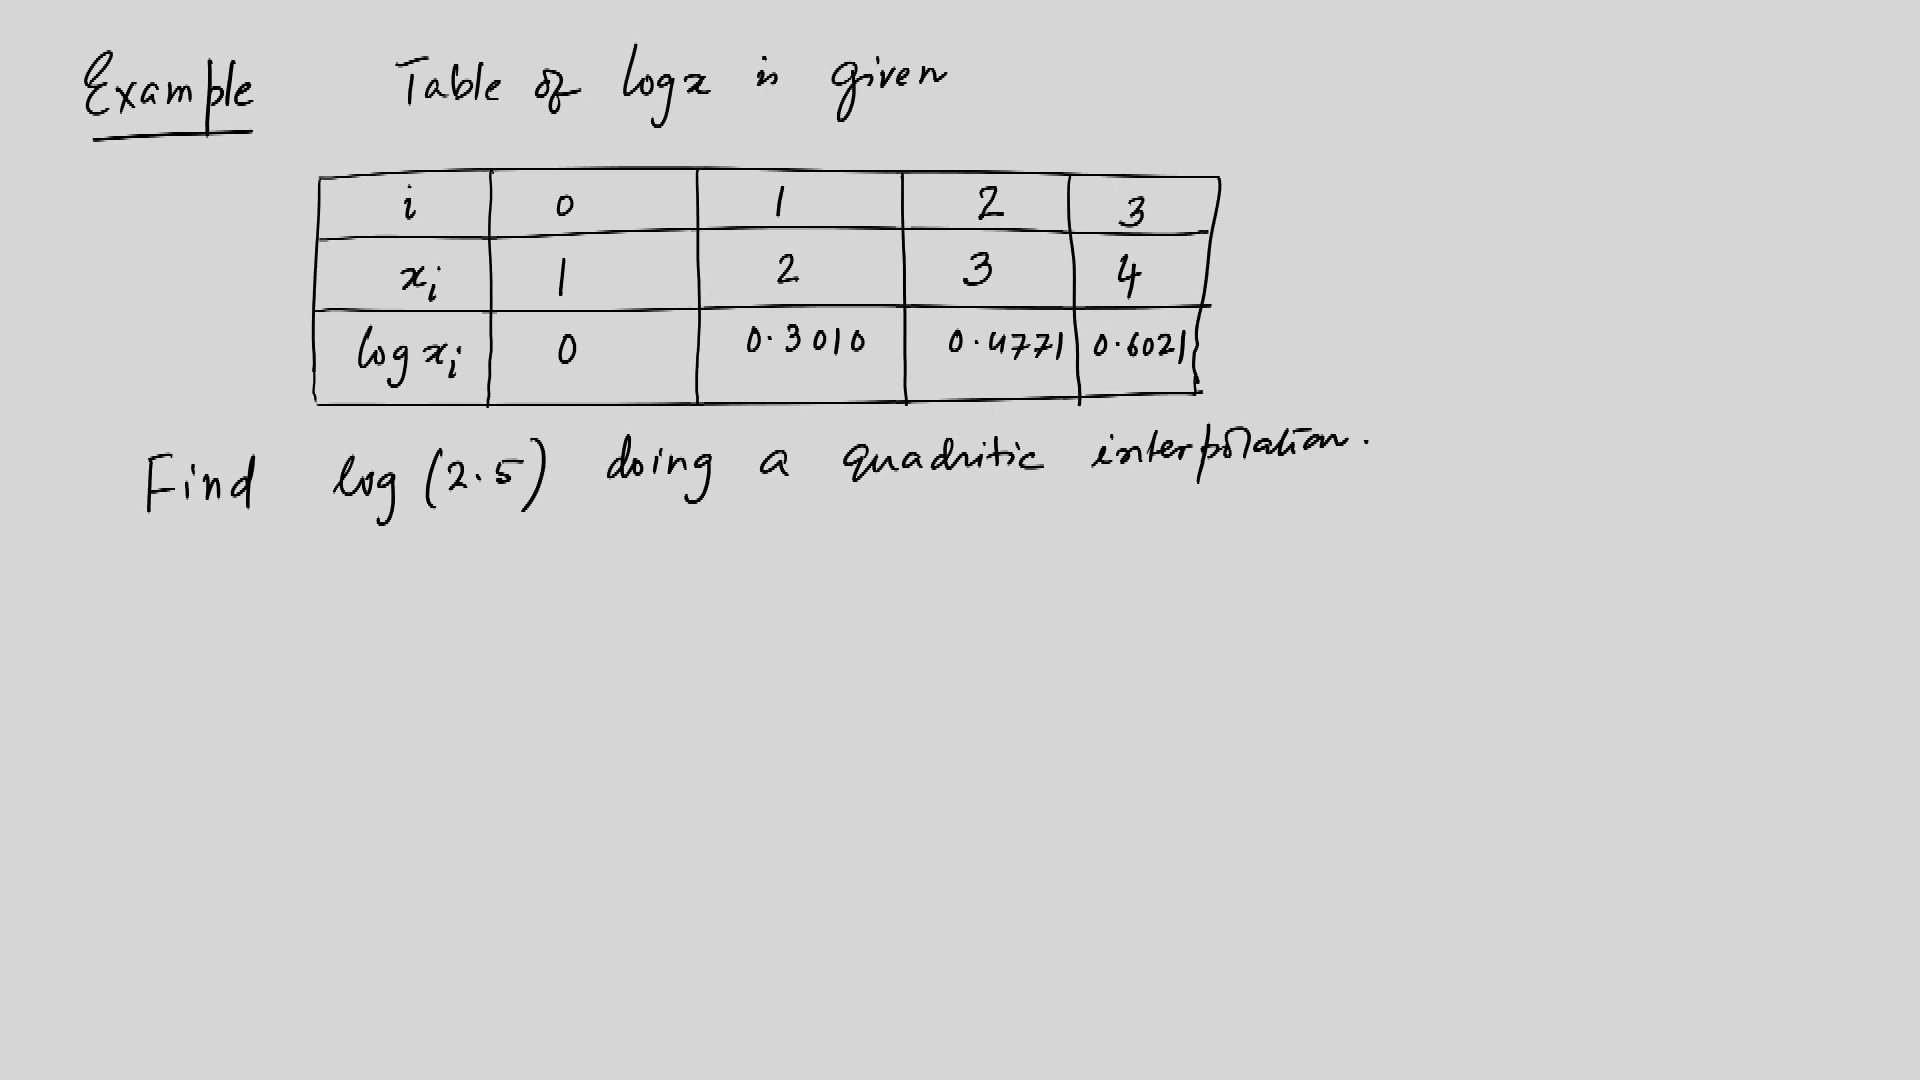 Example Table of log x is given
i 0 1 2 3
x_i 1 2 3 4
log x_i 0 0.3010 0.4771 0.6021
Find log (2.5) doing a quadritic interpolation.